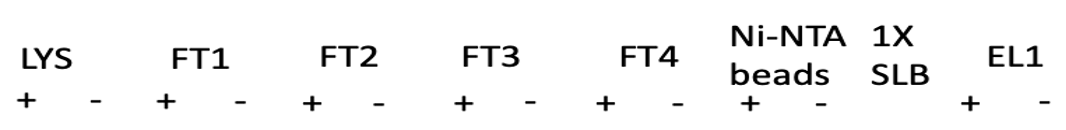 LYS FT1 FT2 FT3 FT4 Ni-NTA beads 1X SLB EL1
+ - + - + - + - + - + - + -